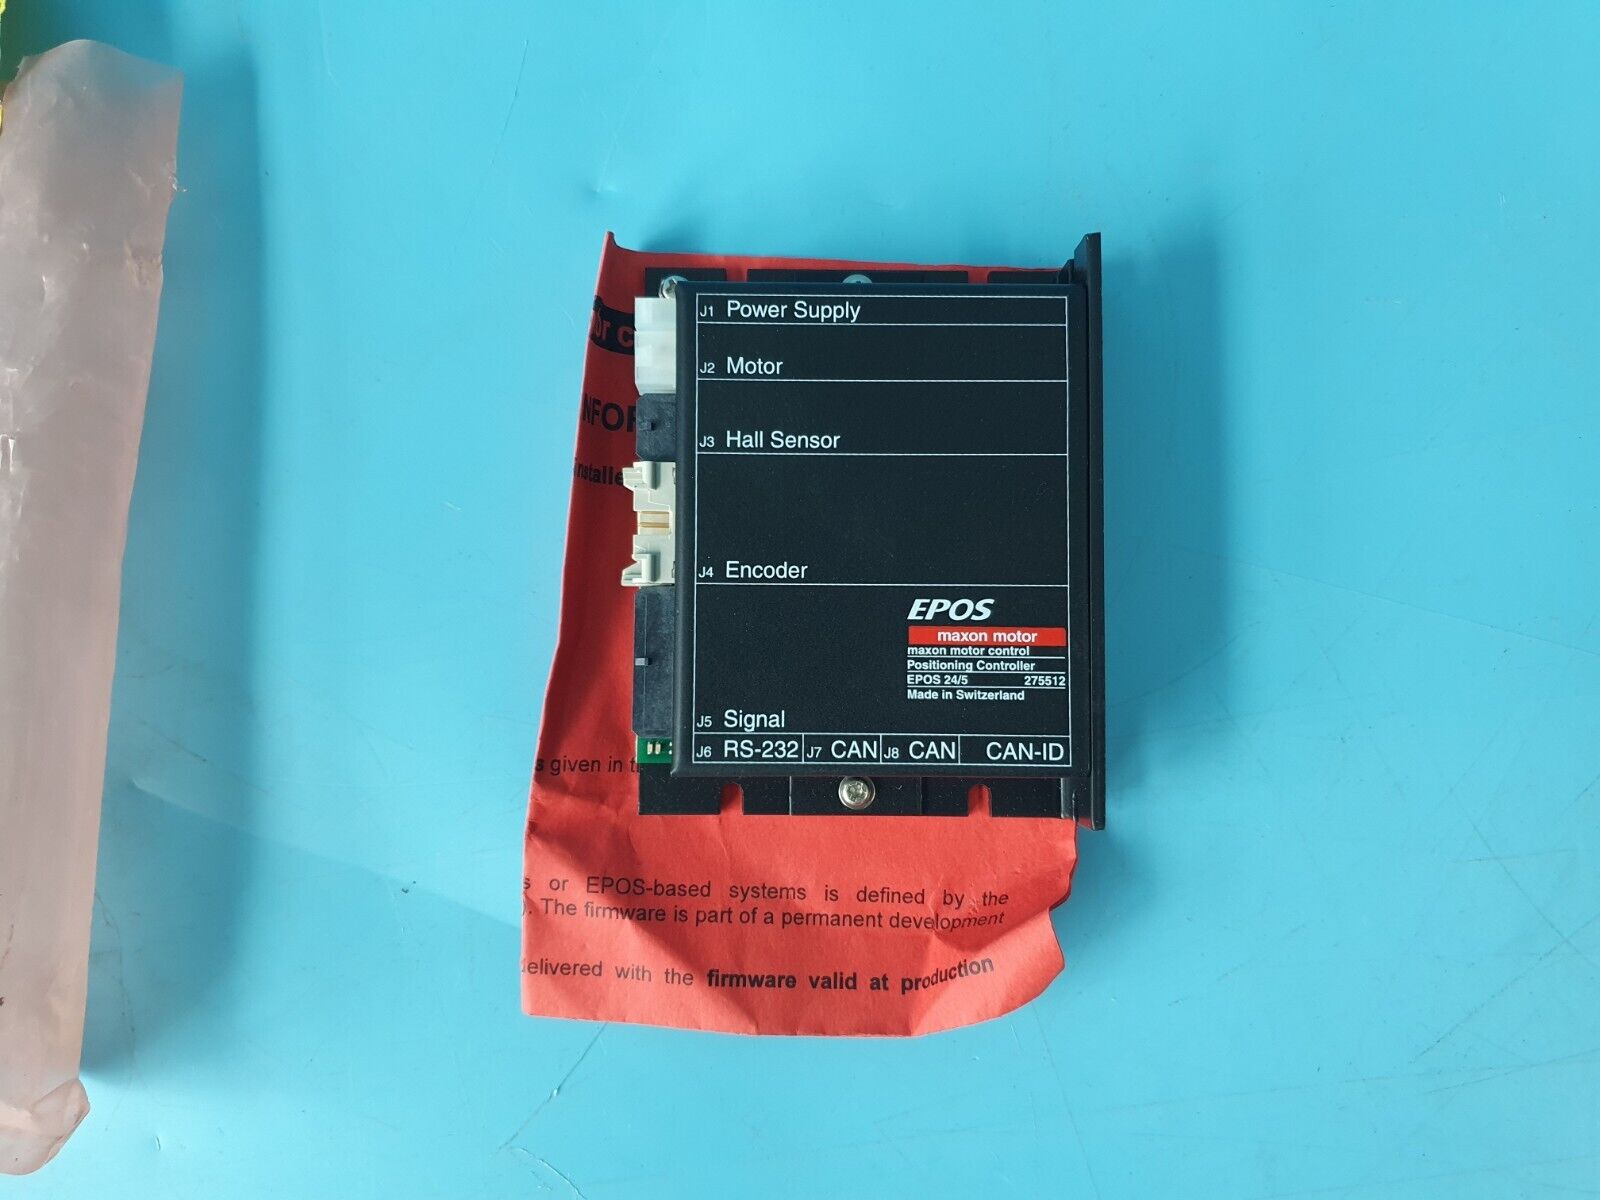 J1 Power Supply
J2 Motor
J3 Hall Sensor
J4 Encoder
EPOS
maxon motor
maxon motor control
Positioning Controller
EPOS 24/5 275512
Made in Switzerland
J5 Signal
J6 RS-232 J7 CAN J8 CAN CAN-ID
given in
or EPOS-based systems is defined by the
. The firmware is part of a permanent development
delivered with the firmware valid at production